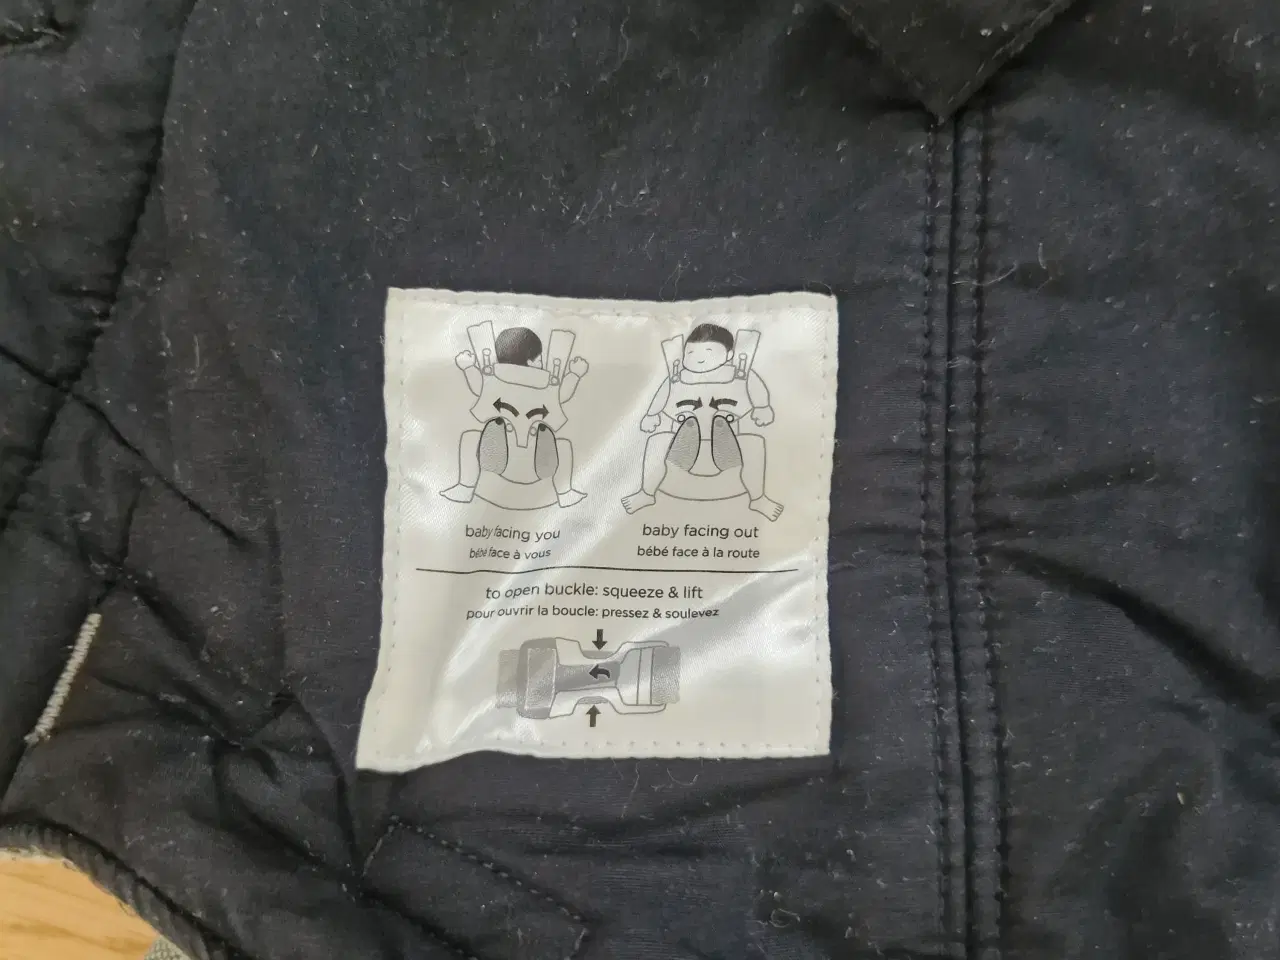 baby facing you
bébé face à vous
baby facing out
bébé face à la route
to open buckle: squeeze & lift
pour ouvrir la boucle: pressez & soulevez